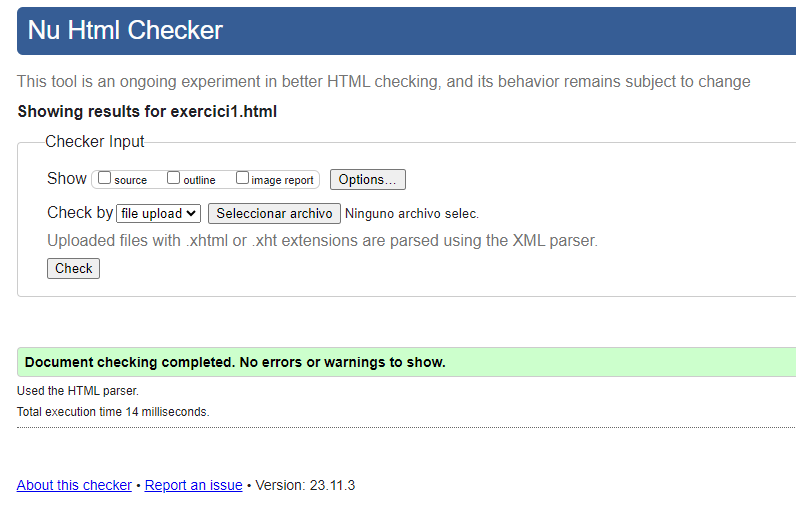 Nu Html Checker
This tool is an ongoing experiment in better HTML checking, and its behavior remains subject to change
Showing results for exercici1.html
Checker Input
Show source outline image report Options...
Check by file upload Seleccionar archivo Ninguno archivo selec.
Uploaded files with .xhtml or .xht extensions are parsed using the XML parser.
Check
Document checking completed. No errors or warnings to show.
Used the HTML parser.
Total execution time 14 milliseconds.
About this checker • Report an issue • Version: 23.11.3